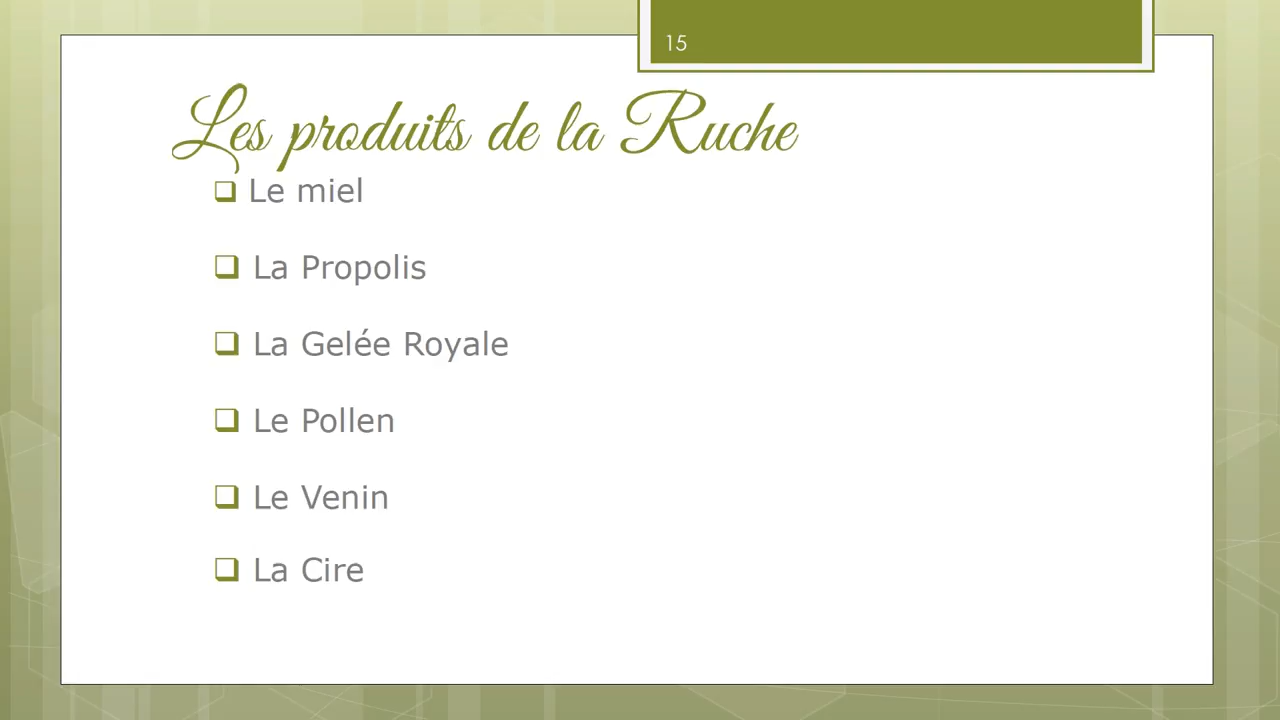 15
Les produits de la Ruche
❑ Le miel
❑ La Propolis
❑ La Gelée Royale
❑ Le Pollen
❑ Le Venin
❑ La Cire